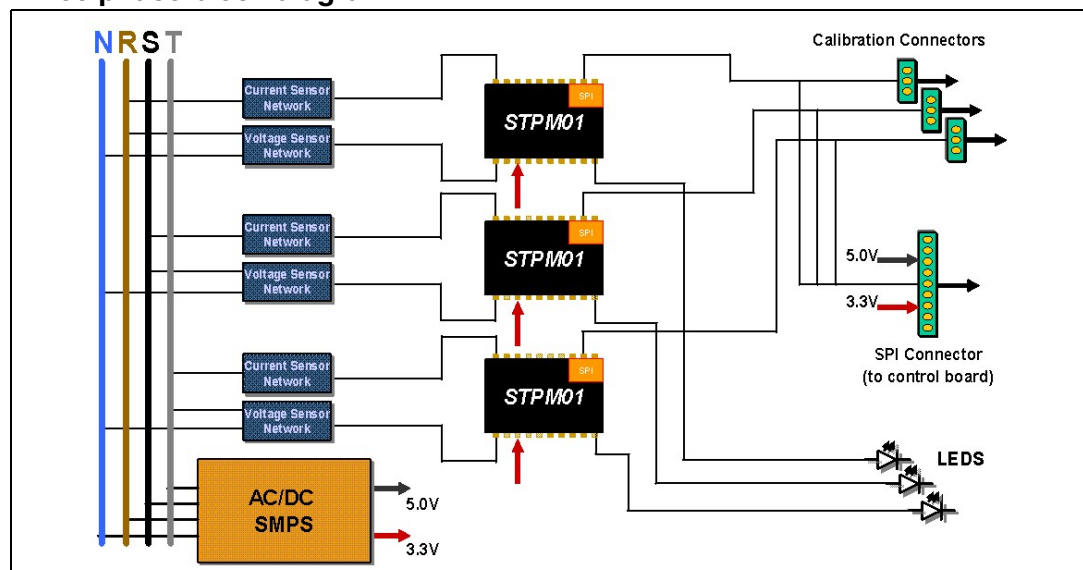 N R S T
Calibration Connectors
Current Sensor
Network
SPI
STPM01
Voltage Sensor
Network
Current Sensor
Network
SPI
STPM01
Voltage Sensor
Network
5.0V
3.3V
SPI Connector
(to control board)
Current Sensor
Network
SPI
STPM01
Voltage Sensor
Network
LEDS
AC/DC
SMPS
5.0V
3.3V